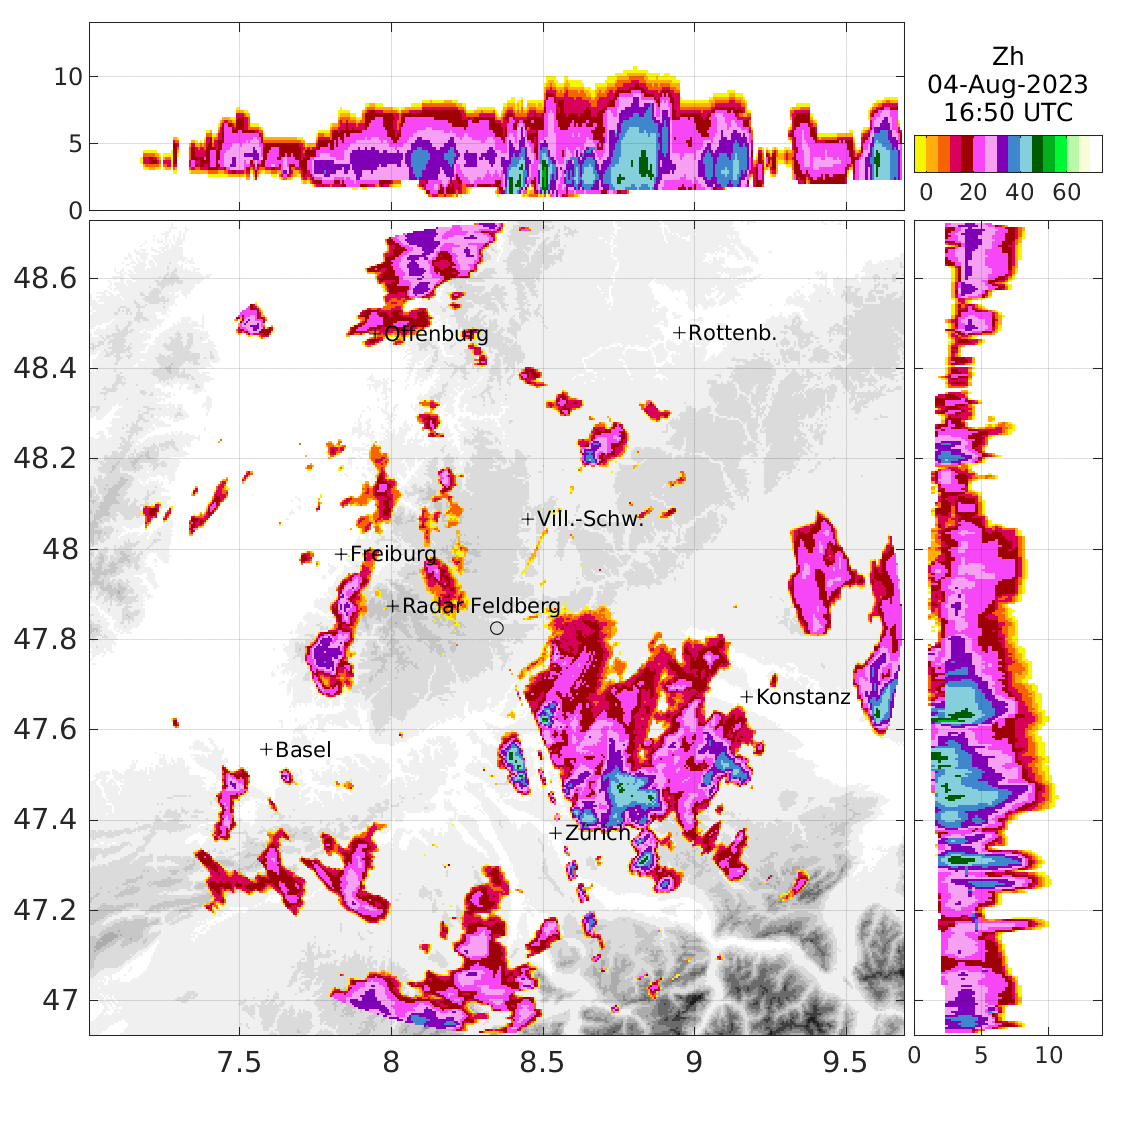 10
5
0
Zh
04-Aug-2023
16:50 UTC
0 20 40 60
48.6
48.4
48.2
48
47.8
47.6
47.4
47.2
47
+Offenburg
+Rottenb.
+Vill.-Schw.
+Freiburg
+Radar Feldberg
+Konstanz
+Basel
+Zürich
7.5 8 8.5 9 9.5
0 5 10